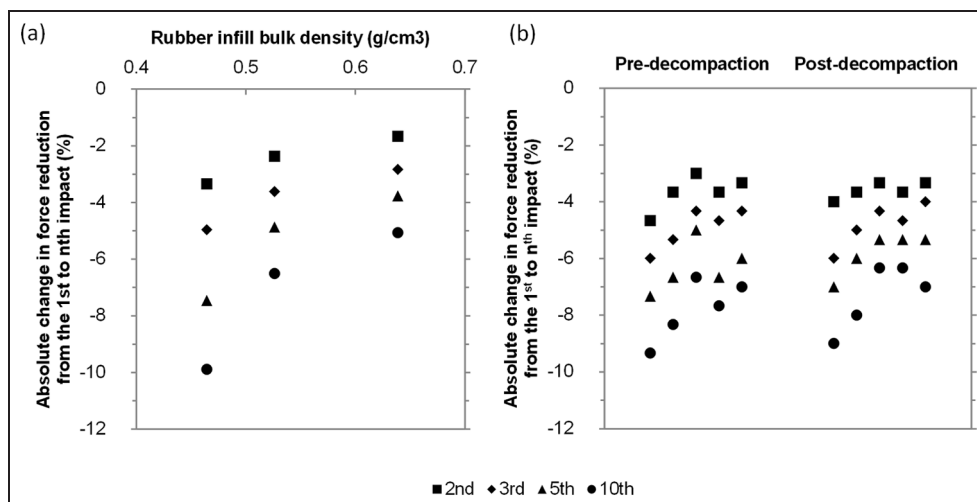 (a)
Rubber infill bulk density (g/cm3)
0.4 0.5 0.6 0.7
0
-2
-4
-6
-8
-10
-12
Absolute change in force reduction
from the 1st to nth impact (%)
(b)
Pre-decompaction Post-decompaction
0
-2
-4
-6
-8
-10
-12
Absolute change in force reduction
from the 1st to nth impact (%)
2nd 3rd 5th 10th